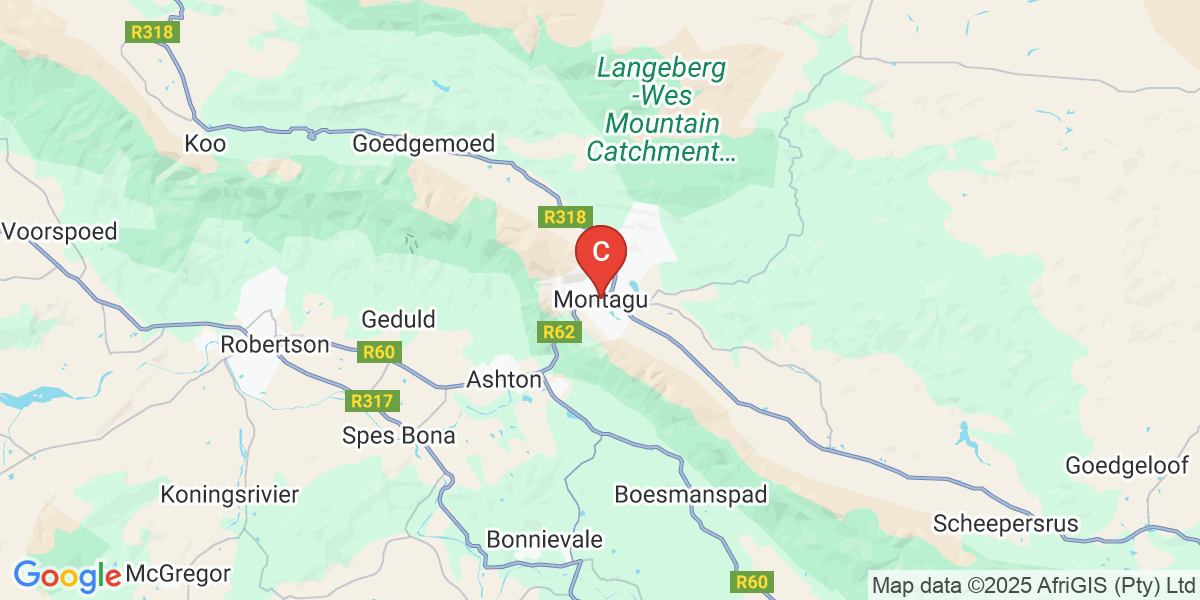 R318
Langeberg
-Wes
Mountain
Catchment...
Koo
Goedgemoed
R318
Voorspoed
C
Montagu
Geduld
R62
Robertson
R60
Ashton
R317
Spes Bona
Goedgeloof
Koningsrivier
Boesmanspad
Scheepersrus
Bonnievale
Google
McGregor
R60
Map data ©2025 AfriGIS (Pty) Ltd